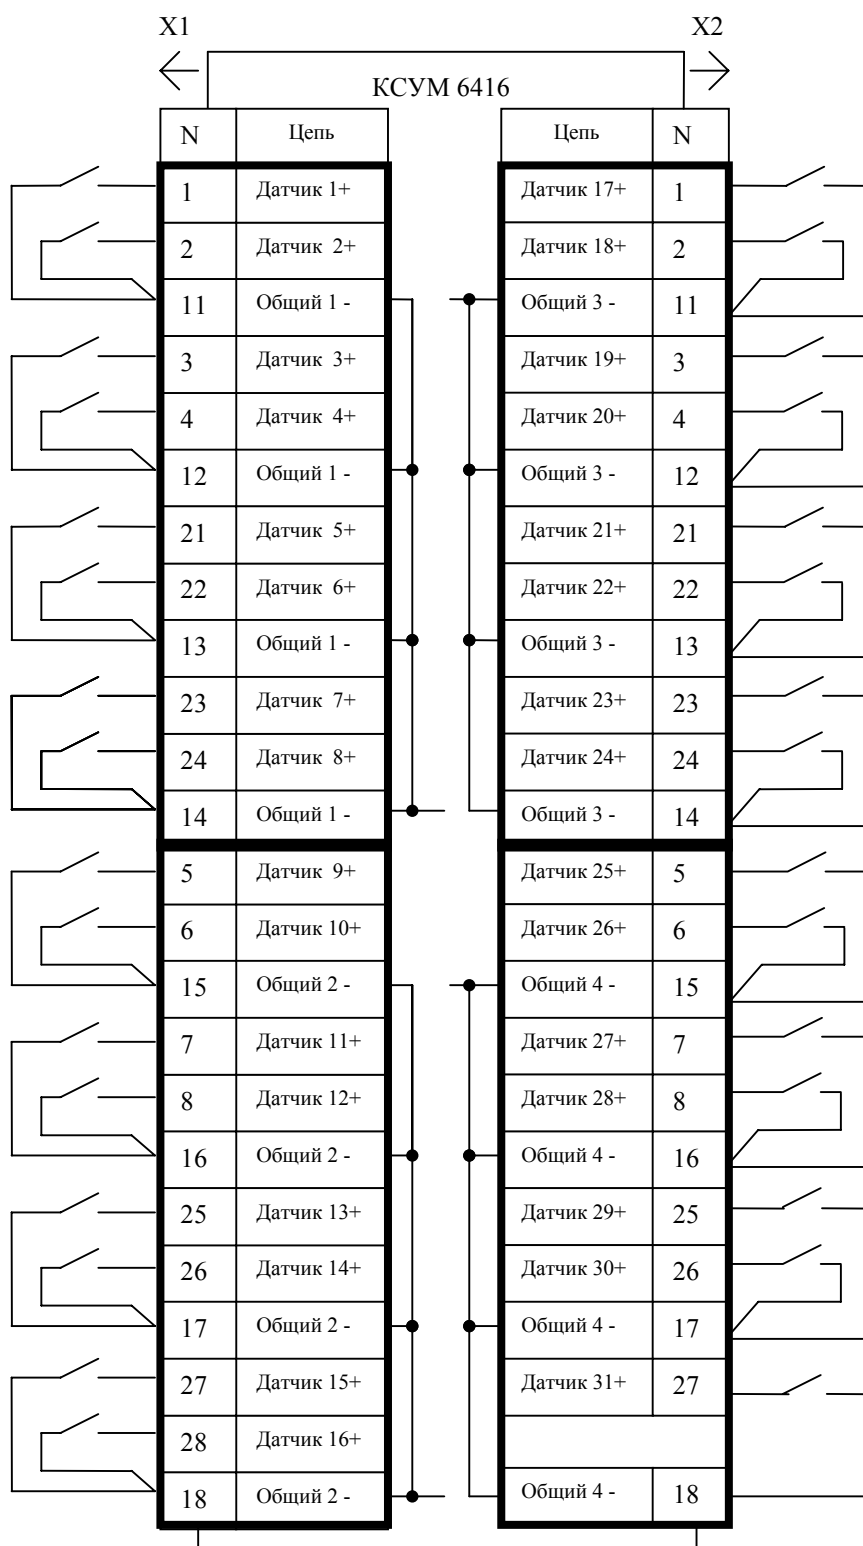 X1 X2
КСУМ 6416
N Цепь Цепь N
1 Датчик 1+ Датчик 17+ 1
2 Датчик 2+ Датчик 18+ 2
11 Общий 1 - Общий 3 - 11
3 Датчик 3+ Датчик 19+ 3
4 Датчик 4+ Датчик 20+ 4
12 Общий 1 - Общий 3 - 12
21 Датчик 5+ Датчик 21+ 21
22 Датчик 6+ Датчик 22+ 22
13 Общий 1 - Общий 3 - 13
23 Датчик 7+ Датчик 23+ 23
24 Датчик 8+ Датчик 24+ 24
14 Общий 1 - Общий 3 - 14
5 Датчик 9+ Датчик 25+ 5
6 Датчик 10+ Датчик 26+ 6
15 Общий 2 - Общий 4 - 15
7 Датчик 11+ Датчик 27+ 7
8 Датчик 12+ Датчик 28+ 8
16 Общий 2 - Общий 4 - 16
25 Датчик 13+ Датчик 29+ 25
26 Датчик 14+ Датчик 30+ 26
17 Общий 2 - Общий 4 - 17
27 Датчик 15+ Датчик 31+ 27
28 Датчик 16+
18 Общий 2 - Общий 4 - 18